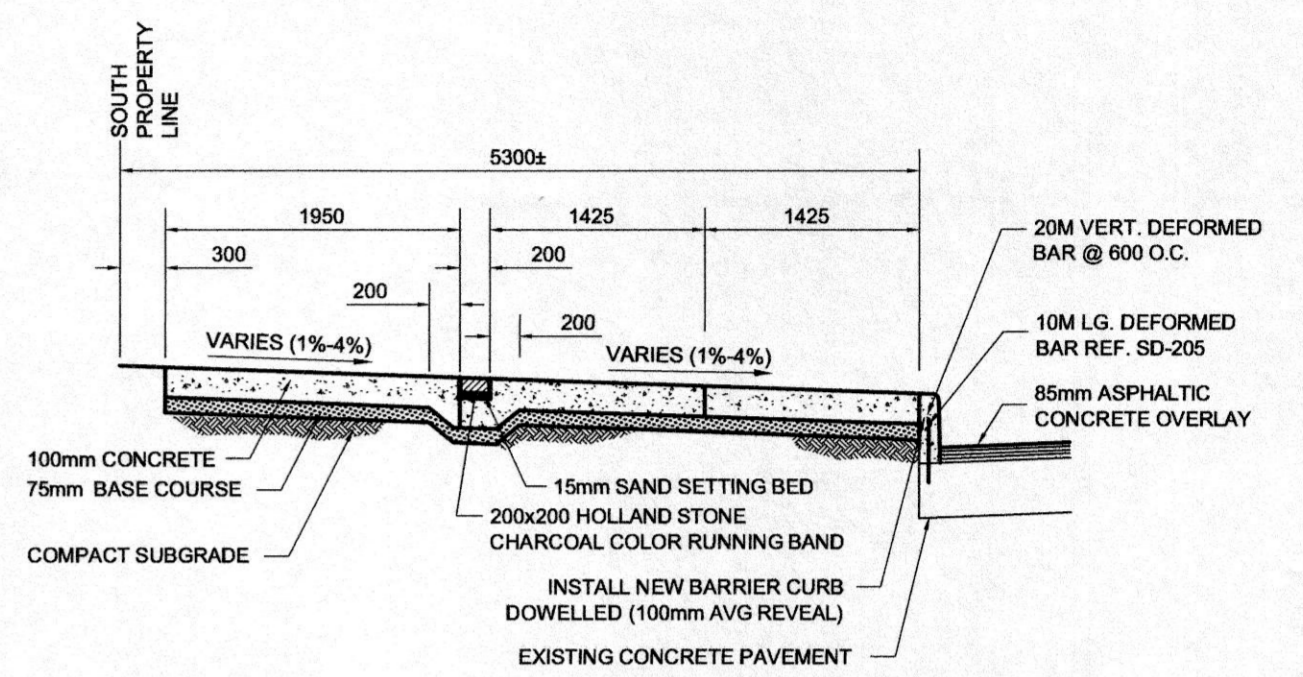 SOUTH
PROPERTY
LINE
5300±
1950
1425
1425
300
200
200
200
VARIES (1%-4%)
VARIES (1%-4%)
20M VERT. DEFORMED
BAR @ 600 O.C.
10M LG. DEFORMED
BAR REF. SD-205
85mm ASPHALTIC
CONCRETE OVERLAY
100mm CONCRETE
75mm BASE COURSE
COMPACT SUBGRADE
15mm SAND SETTING BED
200x200 HOLLAND STONE
CHARCOAL COLOR RUNNING BAND
INSTALL NEW BARRIER CURB
DOWELLED (100mm AVG REVEAL)
EXISTING CONCRETE PAVEMENT